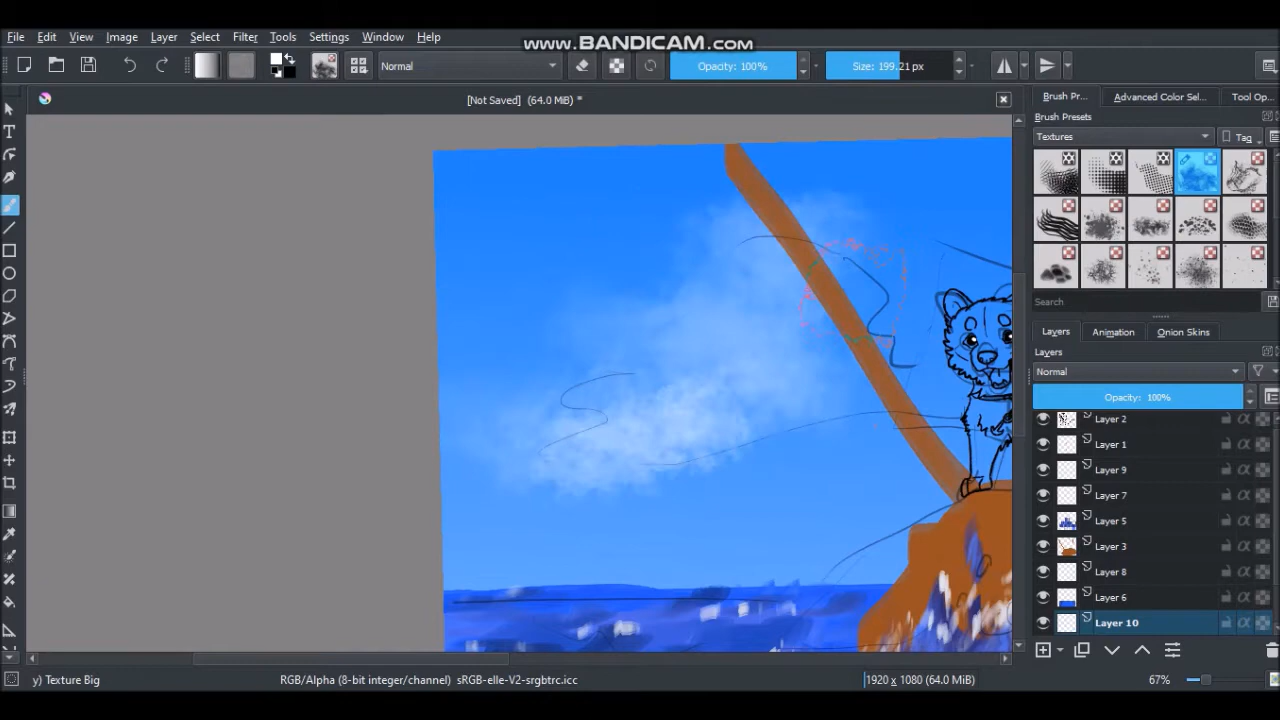 File Edit View Image Layer Select Filter Tools Settings Window Help
www.BANDICAM.com
Normal
Opacity: 100%
Size: 199.21 px
[Not Saved] (64.0 MiB) *
Brush Pr...
Advanced Color Sel...
Tool Op...
Brush Presets
Textures
Tag
Search
Layers
Animation
Onion Skins
Layers
Normal
Opacity: 100%
Layer 2
Layer 1
Layer 9
Layer 7
Layer 5
Layer 3
Layer 8
Layer 6
Layer 10
y) Texture Big
RGB/Alpha (8-bit integer/channel) sRGB-elle-V2-srgbtrc.icc
1920 x 1080 (64.0 MiB)
67%